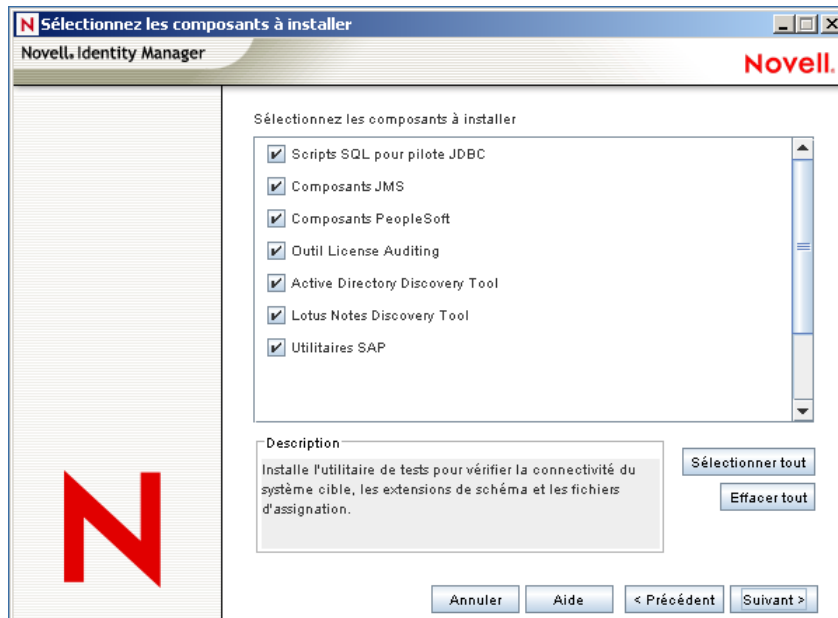 N Sélectionnez les composants à installer
Novell. Identity Manager
Novell.
Sélectionnez les composants à installer
Scripts SQL pour pilote JDBC
Composants JMS
Composants PeopleSoft
Outil License Auditing
Active Directory Discovery Tool
Lotus Notes Discovery Tool
Utilitaires SAP
Description
Installe l'utilitaire de tests pour vérifier la connectivité du
système cible, les extensions de schéma et les fichiers
d'assignation.
Sélectionner tout
Effacer tout
N
Annuler
Aide
< Précédent
Suivant >